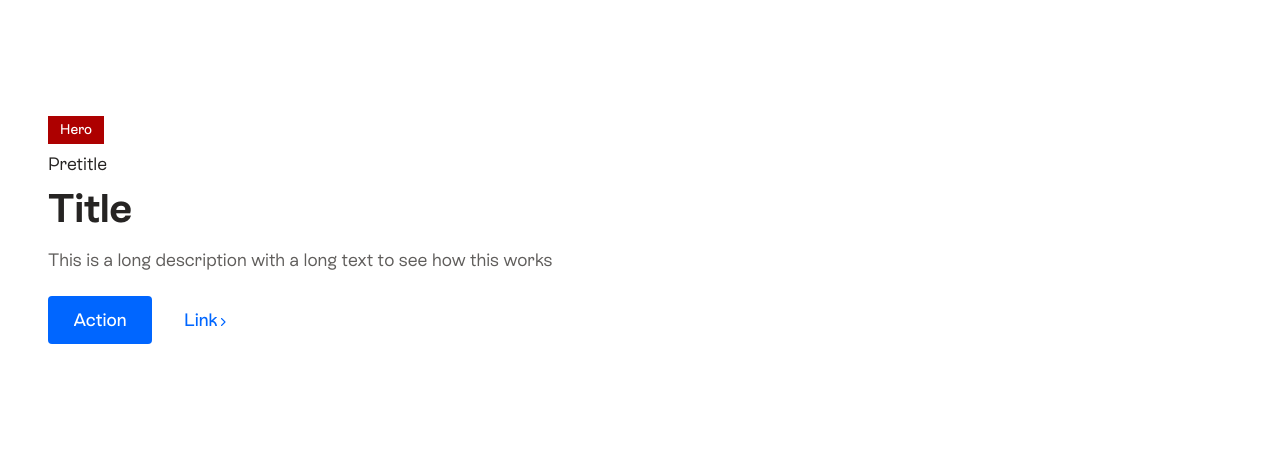 Hero
Pretitle
Title
This is a long description with a long text to see how this works
Action
Link ›